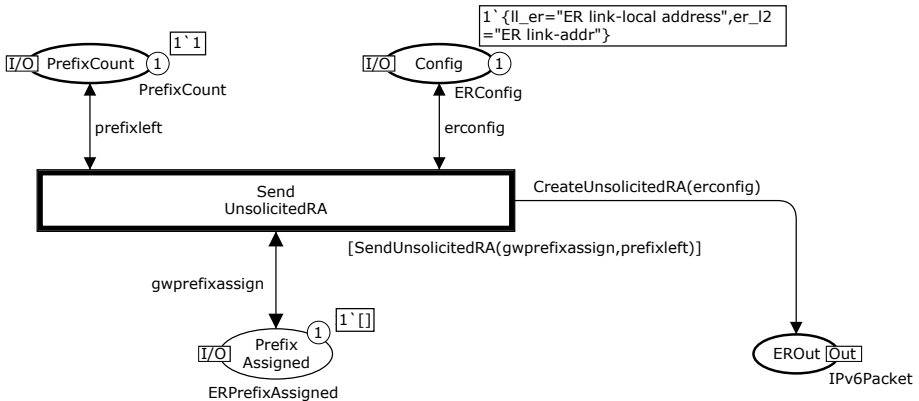 1`{ll_er="ER link-local address",er_l2
="ER link-addr"}
1`1
I/O PrefixCount 1
PrefixCount
I/O Config 1
ERConfig
prefixleft
erconfig
Send
UnsolicitedRA
CreateUnsolicitedRA(erconfig)
[SendUnsolicitedRA(gwprefixassign,prefixleft)]
gwprefixassign
1`[]
1
I/O
Prefix
Assigned
ERPrefixAssigned
EROut Out
IPv6Packet